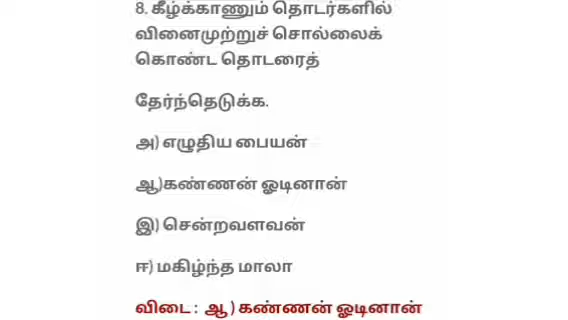 8. கீழ்க்காணும் தொடர்களில்
வினைமுற்றுச் சொல்லைக்
கொண்ட தொடரைத்
தேர்ந்தெடுக்க.
அ) எழுதிய பையன்
ஆ)கண்ணன் ஓடினான்
இ) சென்றவளவன்
ஈ) மகிழ்ந்த மாலா
விடை : ஆ ) கண்ணன் ஓடினான்